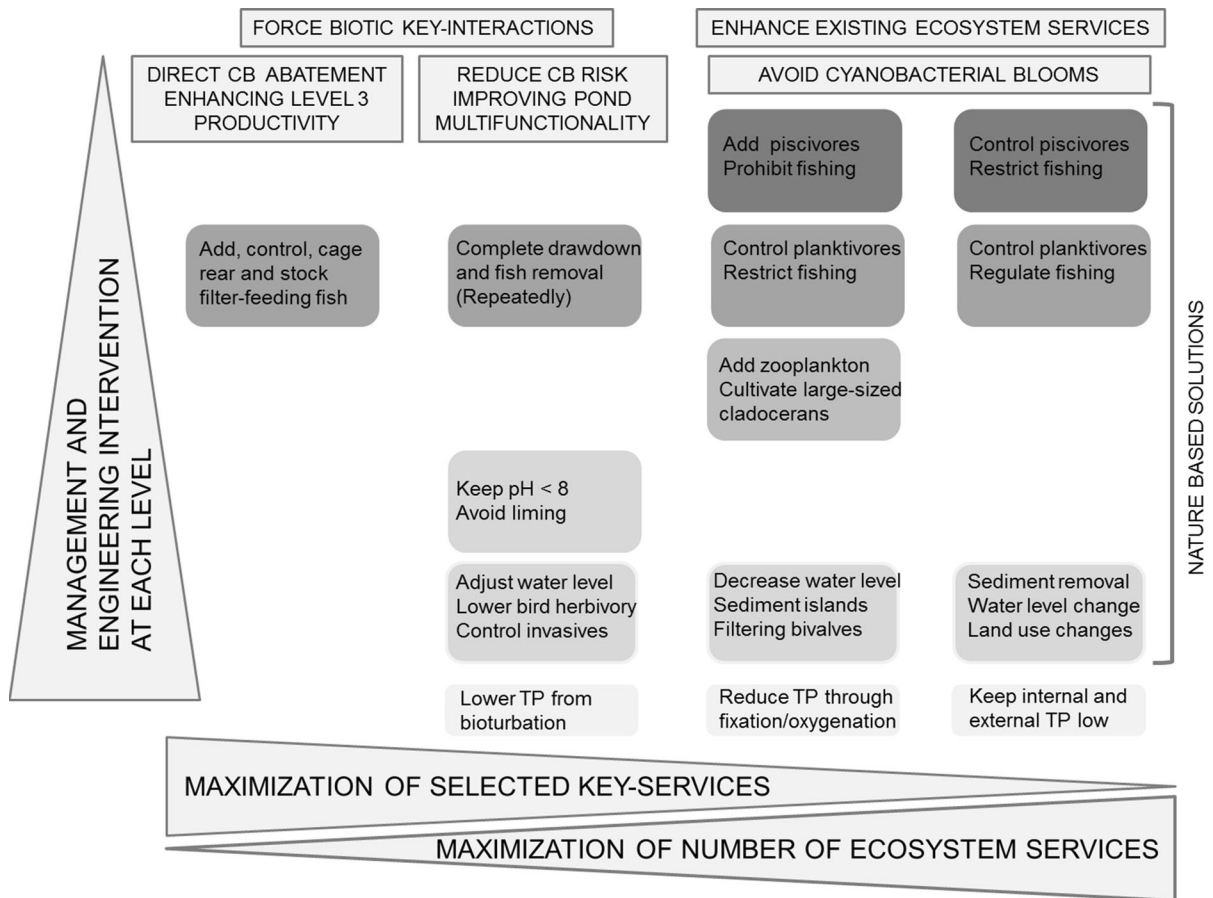 FORCE BIOTIC KEY-INTERACTIONS
ENHANCE EXISTING ECOSYSTEM SERVICES
DIRECT CB ABATEMENT
ENHANCING LEVEL 3
PRODUCTIVITY
REDUCE CB RISK
IMPROVING POND
MULTIFUNCTIONALITY
AVOID CYANOBACTERIAL BLOOMS
Add piscivores
Prohibit fishing
Control piscivores
Restrict fishing
Add, control, cage
rear and stock
filter-feeding fish
Complete drawdown
and fish removal
(Repeatedly)
Control planktivores
Restrict fishing
Control planktivores
Regulate fishing
Add zooplankton
Cultivate large-sized
cladocerans
Keep pH < 8
Avoid liming
Adjust water level
Lower bird herbivory
Control invasives
Decrease water level
Sediment islands
Filtering bivalves
Sediment removal
Water level change
Land use changes
Lower TP from
bioturbation
Reduce TP through
fixation/oxygenation
Keep internal and
external TP low
MANAGEMENT AND
ENGINEERING INTERVENTION
AT EACH LEVEL
NATURE BASED SOLUTIONS
MAXIMIZATION OF SELECTED KEY-SERVICES
MAXIMIZATION OF NUMBER OF ECOSYSTEM SERVICES